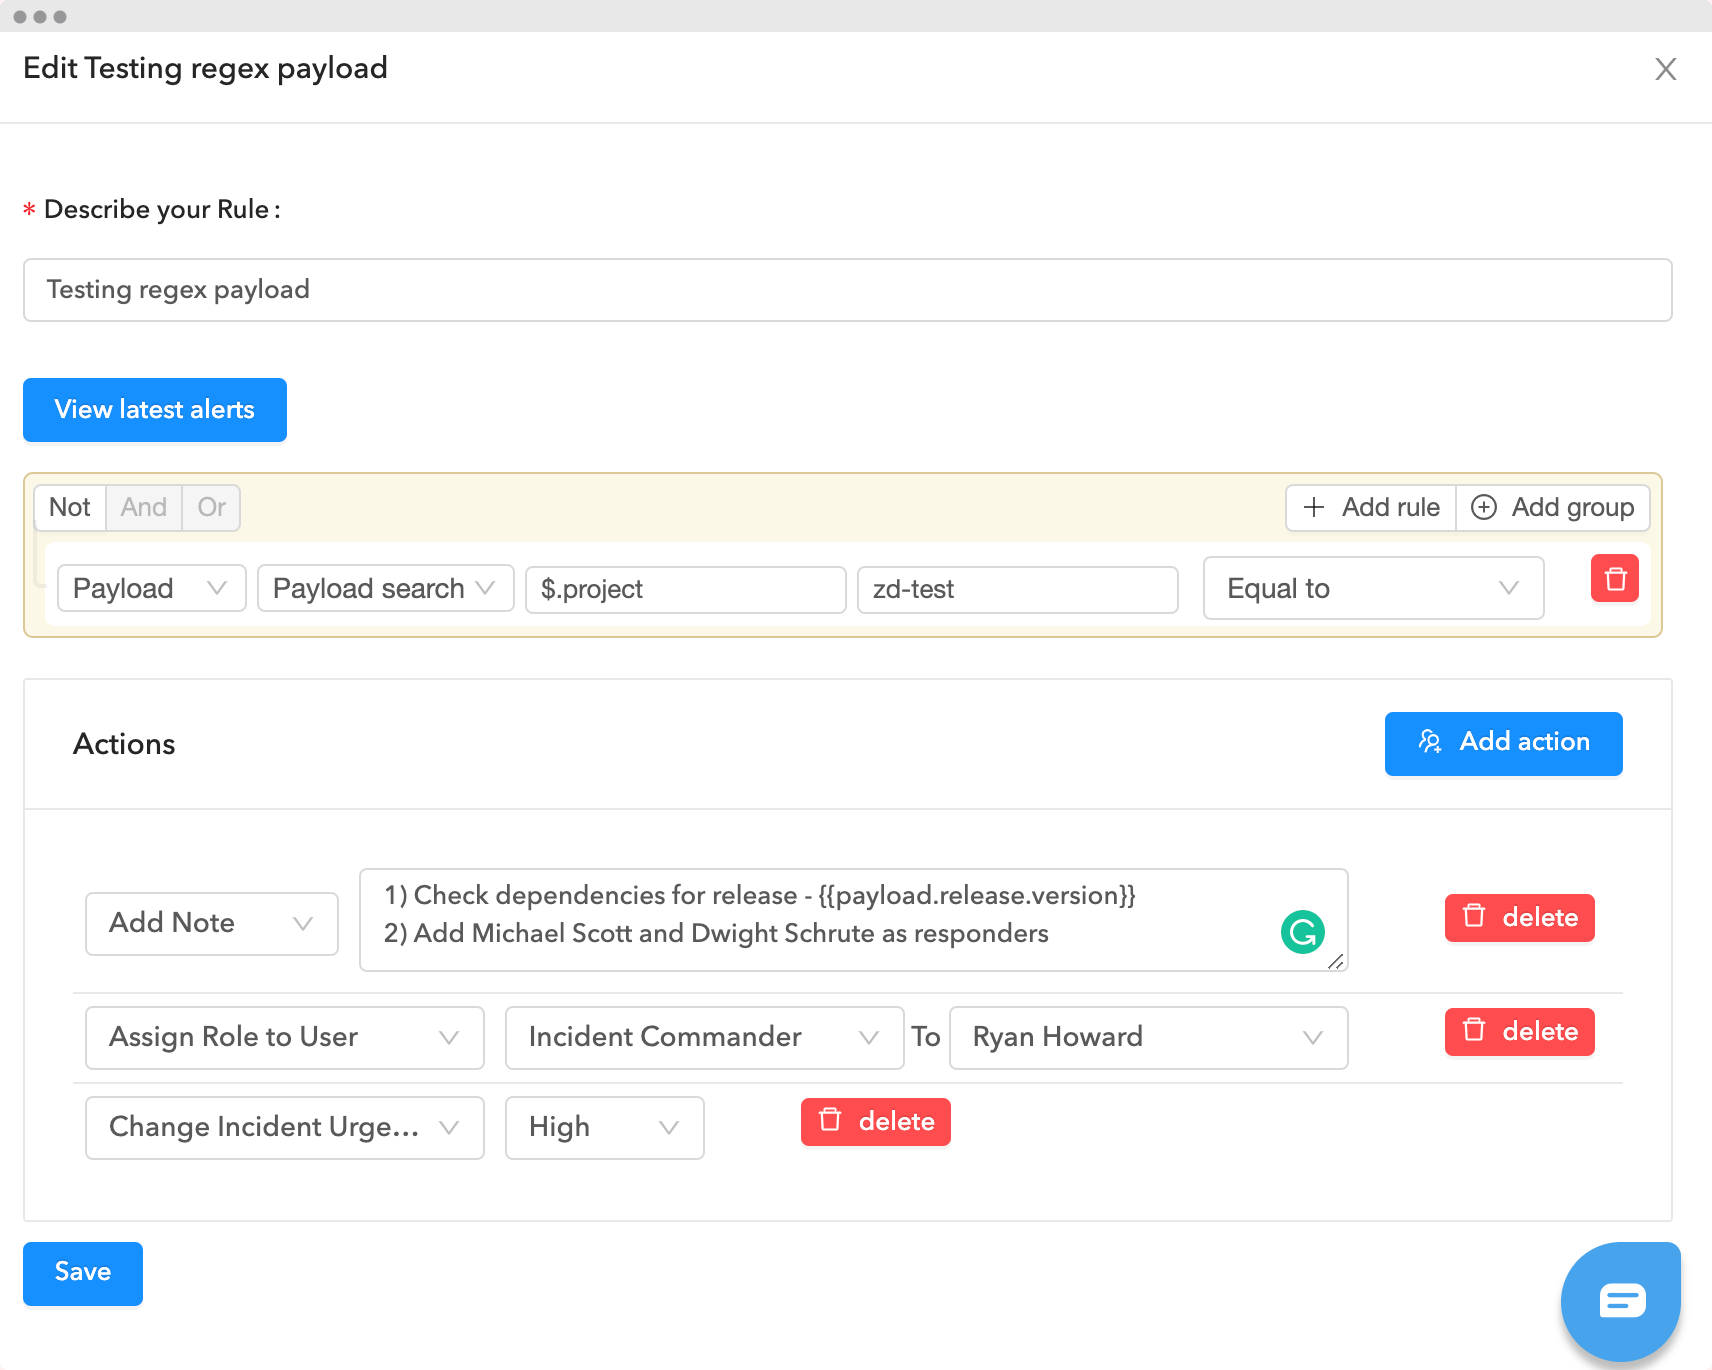 Edit Testing regex payload
* Describe your Rule :
Testing regex payload
View latest alerts
Not And Or + Add rule Add group
Payload Payload search $.project zd-test Equal to
Actions Add action
Add Note
1) Check dependencies for release - {{payload.release.version}}
2) Add Michael Scott and Dwight Schrute as responders
delete
Assign Role to User Incident Commander To Ryan Howard delete
Change Incident Urge... High delete
Save